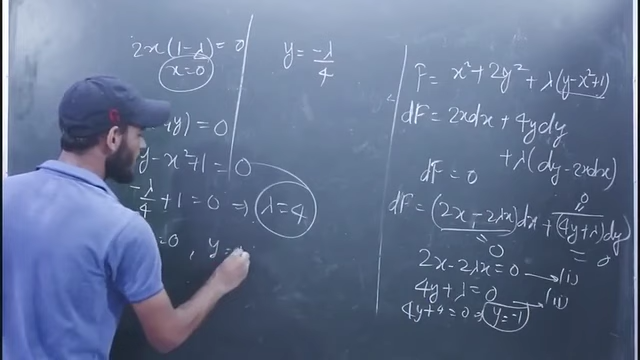 2x(1-λ)=0
x=0
y)=0
y-x²+1=0
-λ/4+1=0 ⇒ λ=4
=0, y=
y=-λ/4
F= x²+2y²+λ(y-x²+1)
dF= 2xdx+4ydy
+λ(dy-2xdx)
dF=0
0
dF=(2x-2λx)dx+(4y+λ)dy
0
0
2x-2λx=0 → (i)
4y+λ=0 → (ii)
4y+4=0 ⇒ y=-1